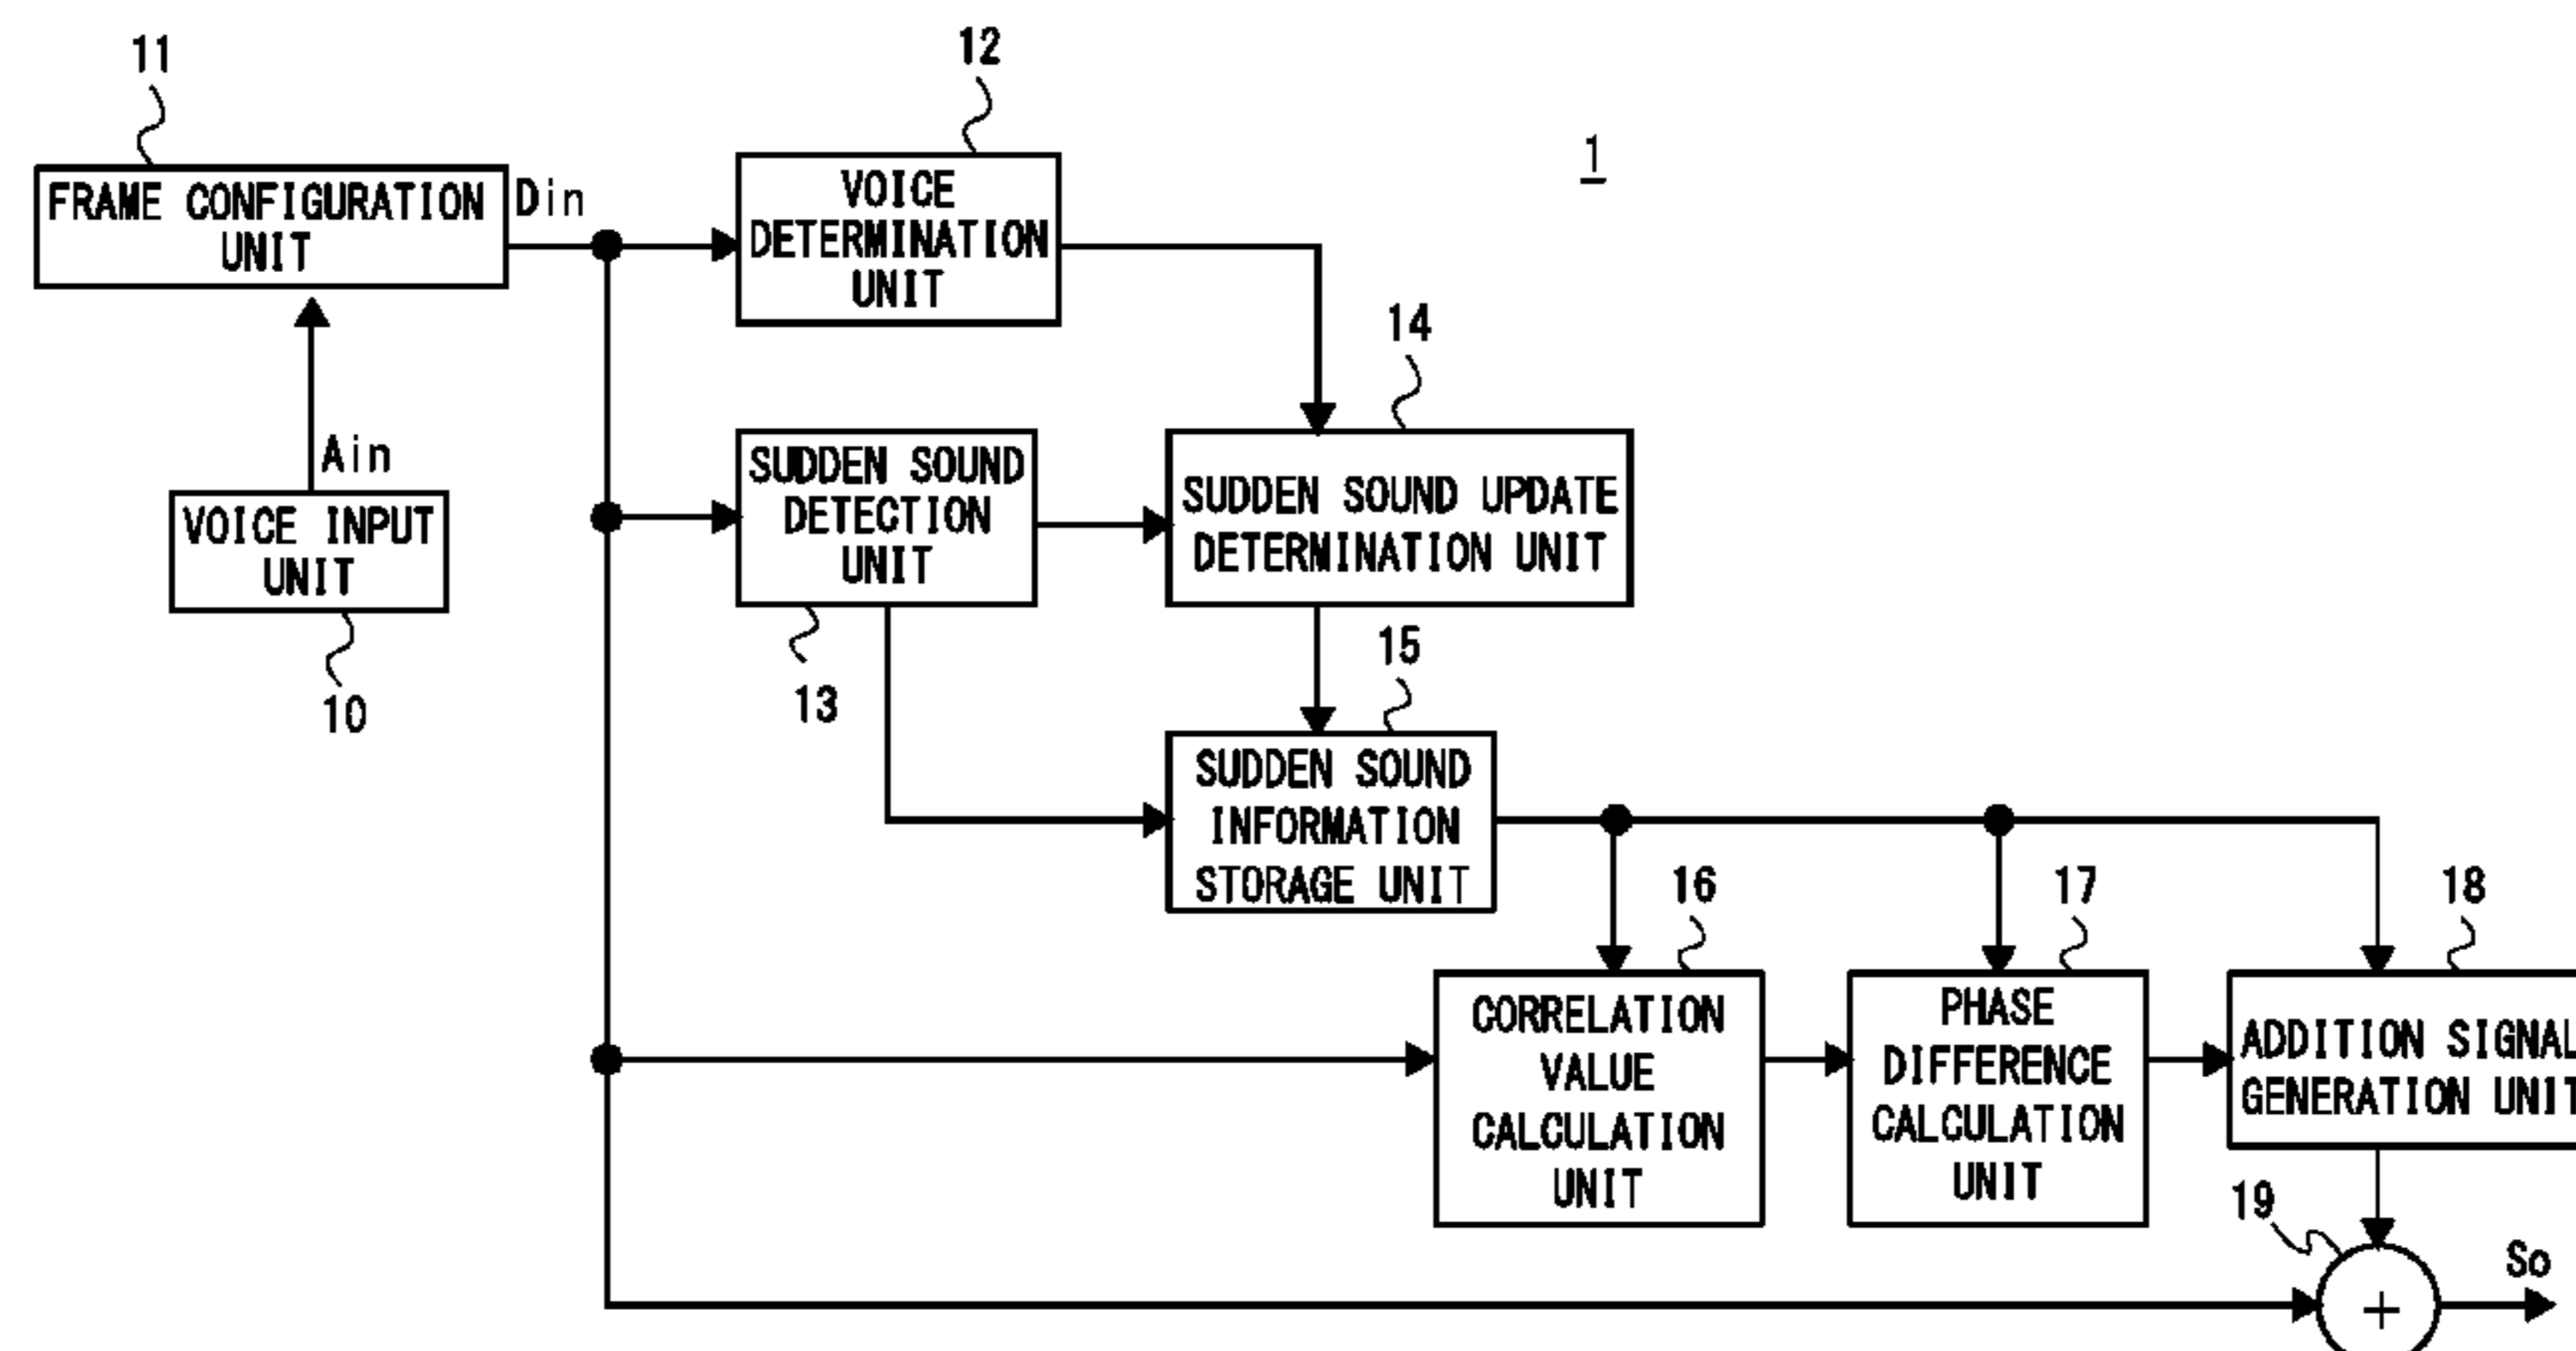 11
12
1
FRAME CONFIGURATION
UNIT
Din
VOICE
DETERMINATION
UNIT
14
Ain
VOICE INPUT
UNIT
10
SUDDEN SOUND
DETECTION
UNIT
13
SUDDEN SOUND UPDATE
DETERMINATION UNIT
15
SUDDEN SOUND
INFORMATION
STORAGE UNIT
16
17
18
CORRELATION
VALUE
CALCULATION
UNIT
PHASE
DIFFERENCE
CALCULATION
UNIT
ADDITION SIGNAL
GENERATION UNIT
19
So
+